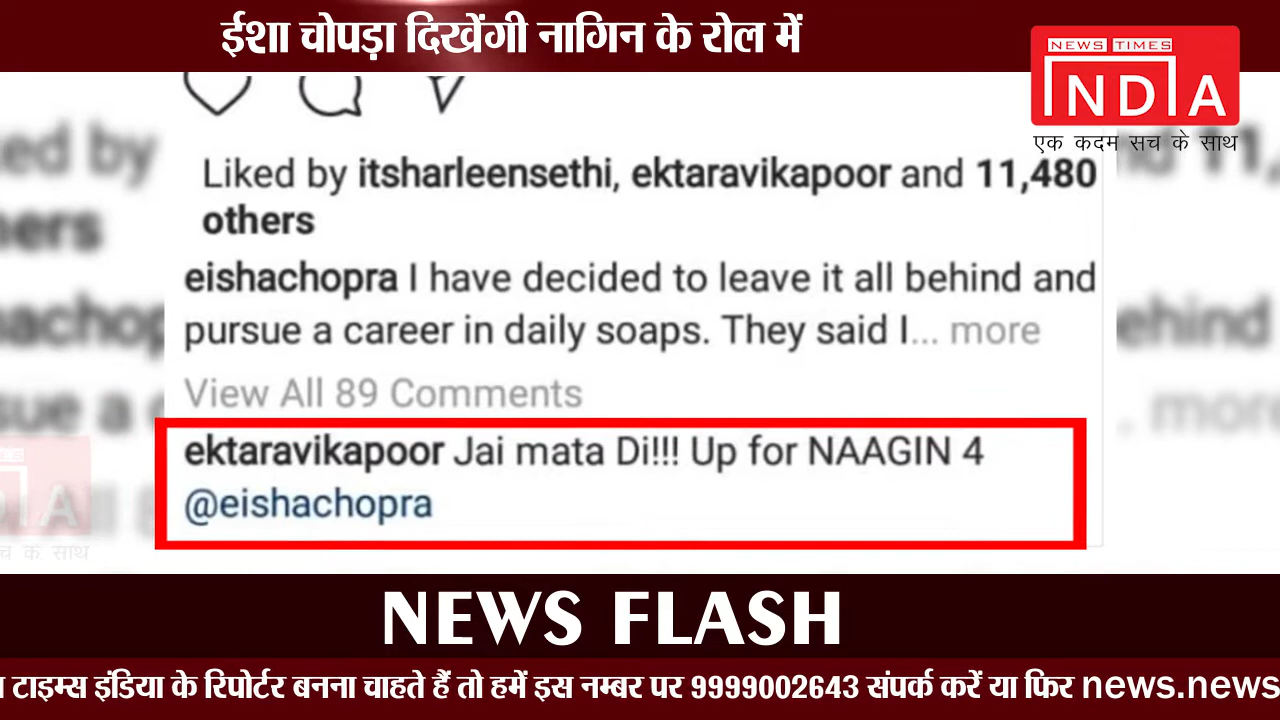 ईशा चोपड़ा दिखेंगी नागिन के रोल में
NEWS TIMES
INDIA
एक कदम सच के साथ
Liked by itsharleensethi, ektaravikapoor and 11,480
others
eishachopra I have decided to leave it all behind and
pursue a career in daily soaps. They said I... more
View All 89 Comments
ektaravikapoor Jai mata Di!!! Up for NAAGIN 4
@eishachopra
NEWS FLASH
टाइम्स इंडिया के रिपोर्टर बनना चाहते हैं तो हमें इस नम्बर पर 9999002643 संपर्क करें या फिर news.news